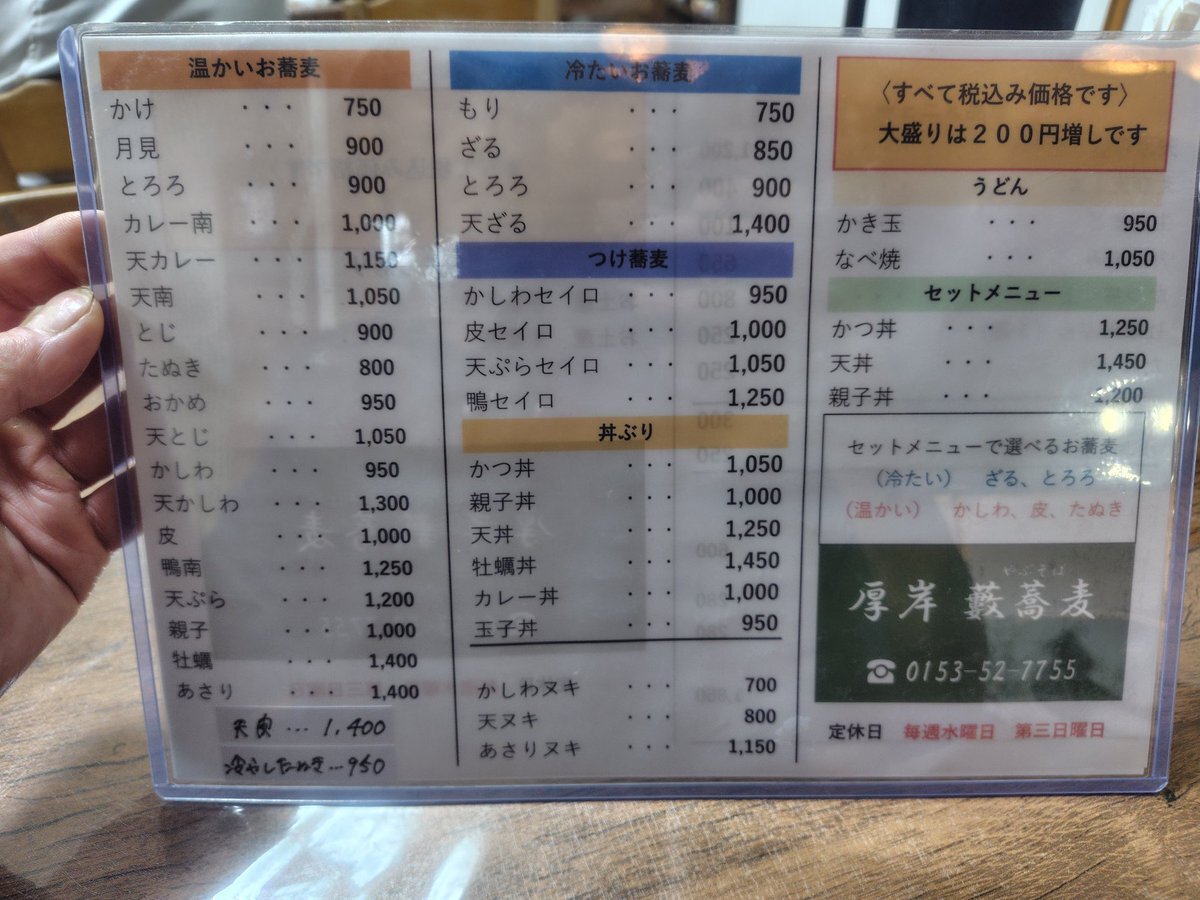 温かいお蕎麦
かけ ・・・ 750
月見 ・・・ 900
とろろ ・・・ 900
カレー南 ・・・ 1,000
天カレー ・・・ 1,150
天南 ・・・ 1,050
とじ ・・・ 900
たぬき ・・・ 800
おかめ ・・・ 950
天とじ ・・・ 1,050
かしわ ・・・ 950
天かしわ ・・・ 1,300
皮 ・・・ 1,000
鴨南 ・・・ 1,250
天ぷら ・・・ 1,200
親子 ・・・ 1,000
牡蠣 ・・・ 1,400
あさり ・・・ 1,400
1,400
冷やしたぬき…950
冷たいお蕎麦
もり ・・・ 750
ざる ・・・ 850
とろろ ・・・ 900
天ざる ・・・ 1,400
つけ蕎麦
かしわセイロ ・・・ 950
皮セイロ ・・・ 1,000
天ぷらセイロ ・・・ 1,050
鴨セイロ ・・・ 1,250
丼ぶり
かつ丼 ・・・ 1,050
親子丼 ・・・ 1,000
天丼 ・・・ 1,250
牡蠣丼 ・・・ 1,450
カレー丼 ・・・ 1,000
玉子丼 ・・・ 950
かしわヌキ ・・・ 700
天ヌキ ・・・ 800
あさりヌキ ・・・ 1,150
〈すべて税込み価格です〉
大盛りは200円増しです
うどん
かき玉 ・・・ 950
なべ焼 ・・・ 1,050
セットメニュー
かつ丼 ・・・ 1,250
天丼 ・・・ 1,450
親子丼 ・・・ 1,200
セットメニューで選べるお蕎麦
（冷たい） ざる、とろろ
（温かい） かしわ、皮、たぬき
やぶそば
厚岸 藪蕎麦
☎ 0153-52-7755
定休日 毎週水曜日 第三日曜日